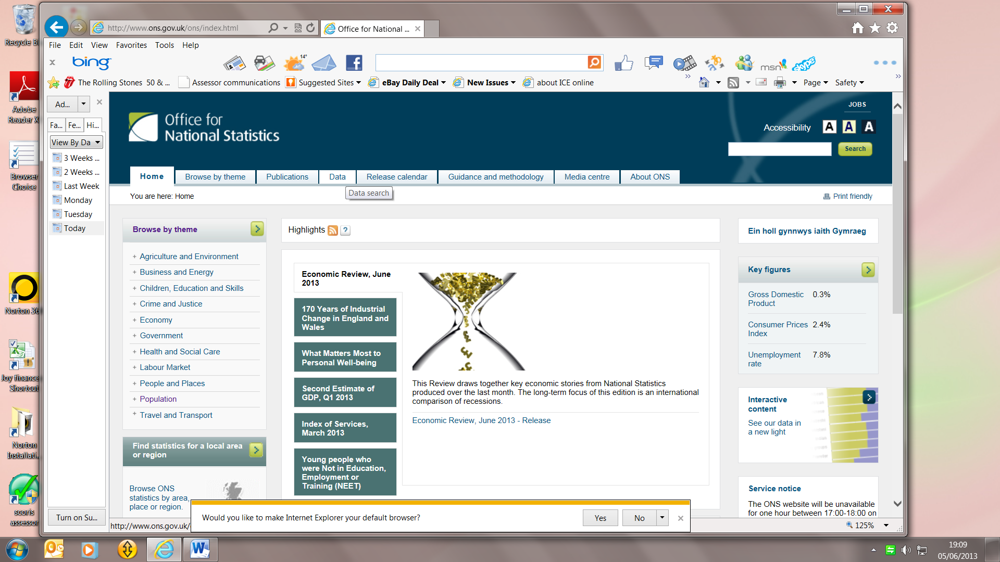 Recycle B
Adobe
Reader X
Browser
Choice
Norton 36
Joy finance
Shortcut
Norton
Installati...
scoris
assessor
http://www.ons.gov.uk/ons/index.html
Office for National ...
File Edit View Favorites Tools Help
bing
14°
msn
skype
The Rolling Stones 50 & ...
Assessor communications
Suggested Sites
eBay Daily Deal
New Issues
about ICE online
Page
Safety
Ad...
Fa... Fe... Hi...
View By Da
3 Weeks ...
2 Weeks ...
Last Week
Monday
Tuesday
Today
Turn on Su...
Office for
National Statistics
JOBS
Accessibility A A A
Search
Home
Browse by theme
Publications
Data
Release calendar
Guidance and methodology
Media centre
About ONS
Data search
You are here: Home
Print friendly
Browse by theme
+ Agriculture and Environment
+ Business and Energy
+ Children, Education and Skills
+ Crime and Justice
+ Economy
+ Government
+ Health and Social Care
+ Labour Market
+ People and Places
+ Population
+ Travel and Transport
Find statistics for a local area
or region
Browse ONS
statistics by area,
place or region.
Highlights ?
Economic Review, June
2013
170 Years of Industrial
Change in England and
Wales
What Matters Most to
Personal Well-being
Second Estimate of
GDP, Q1 2013
Index of Services,
March 2013
Young people who
were Not in Education,
Employment or
Training (NEET)
This Review draws together key economic stories from National Statistics
produced over the last month. The long-term focus of this edition is an international
comparison of recessions.
Economic Review, June 2013 - Release
Ein holl gynnwys iaith Gymraeg
Key figures
Gross Domestic
Product 0.3%
Consumer Prices
Index 2.4%
Unemployment
rate 7.8%
Interactive
content
See our data in
a new light
Service notice
The ONS website will be unavailable
for one hour between 17:00-18:00 on
http://www.ons.gov.uk/
Would you like to make Internet Explorer your default browser?
Yes
No
125%
19:09
05/06/2013